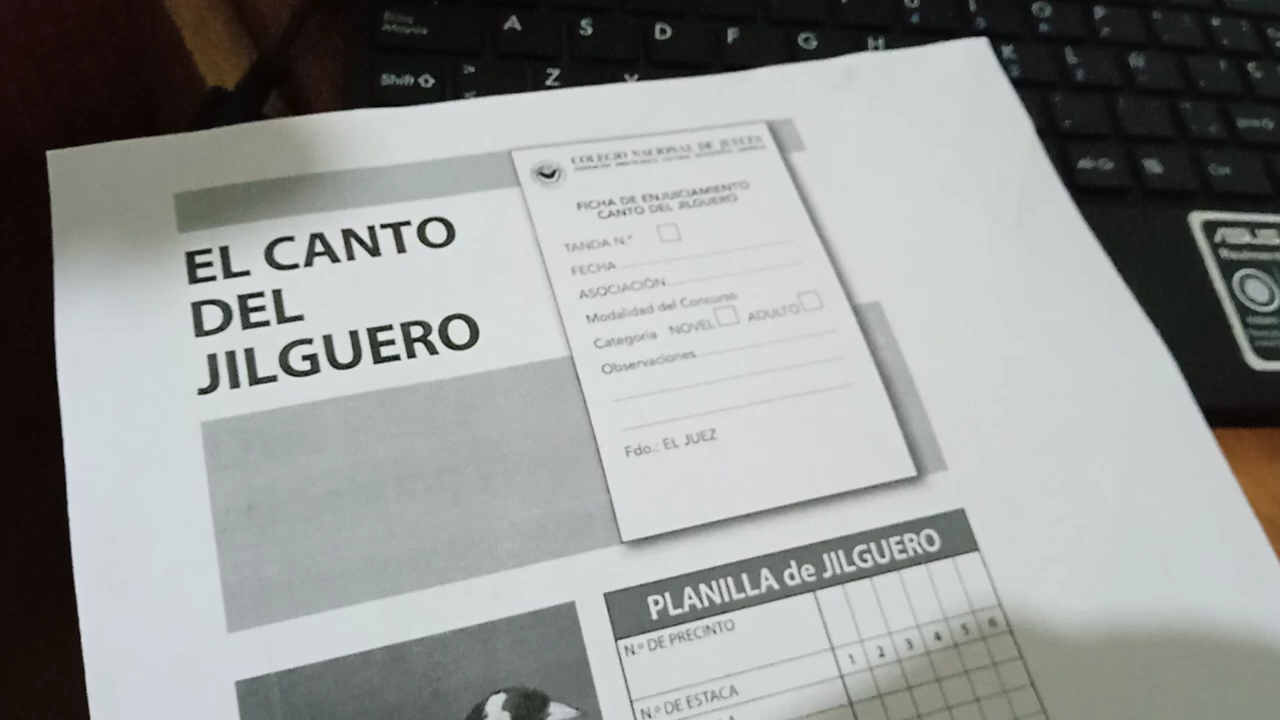 EL CANTO
DEL
JILGUERO
COLEGIO NACIONAL DE JUECES
FICHA DE ENJUICIAMIENTO
CANTO DEL JILGUERO
TANDA N.º
FECHA
ASOCIACIÓN
Modalidad del Concurso
Categoría NOVEL ADULTO
Observaciones
Fdo.: EL JUEZ
PLANILLA de JILGUERO
N.º DE PRECINTO
1 2 3 4 5 6
N.º DE ESTACA
A S D F G H
Shift Z
ASUS